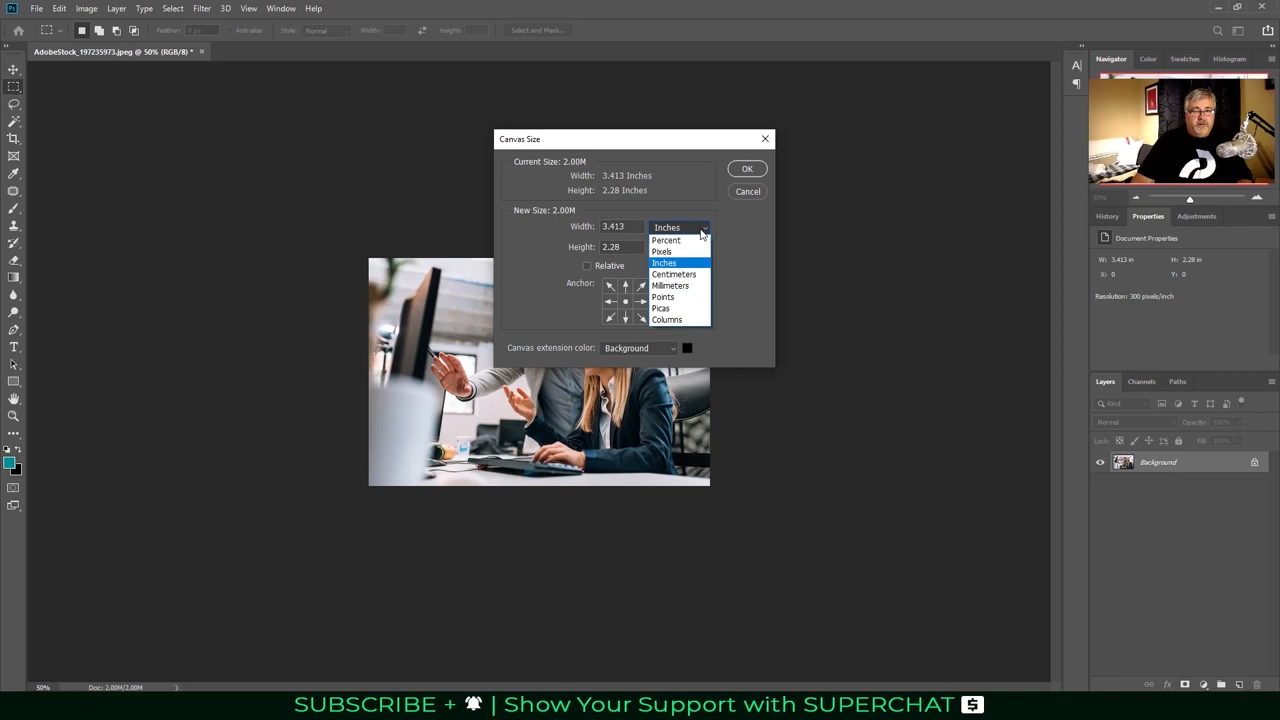 Ps File Edit Image Layer Type Select Filter 3D View Window Help
Feather: 0 px Anti-alias Style: Normal Width: Height: Select and Mask...
AdobeStock_197235973.jpeg @ 50% (RGB/8) * ×
Navigator Color Swatches Histogram
Canvas Size
Current Size: 2.00M
Width: 3.413 Inches
Height: 2.28 Inches
OK
Cancel
New Size: 2.00M
Width: 3.413 Inches
Height: 2.28
Relative
Anchor:
Percent
Pixels
Inches
Centimeters
Millimeters
Points
Picas
Columns
Canvas extension color: Background
50%
History Properties Adjustments
Document Properties
W: 3.413 in H: 2.28 in
X: 0 Y: 0
Resolution: 300 pixels/inch
Layers Channels Paths
Kind
Normal Opacity: 100%
Lock: Fill: 100%
Background
50% Doc: 2.00M/2.00M
SUBSCRIBE + | Show Your Support with SUPERCHAT $